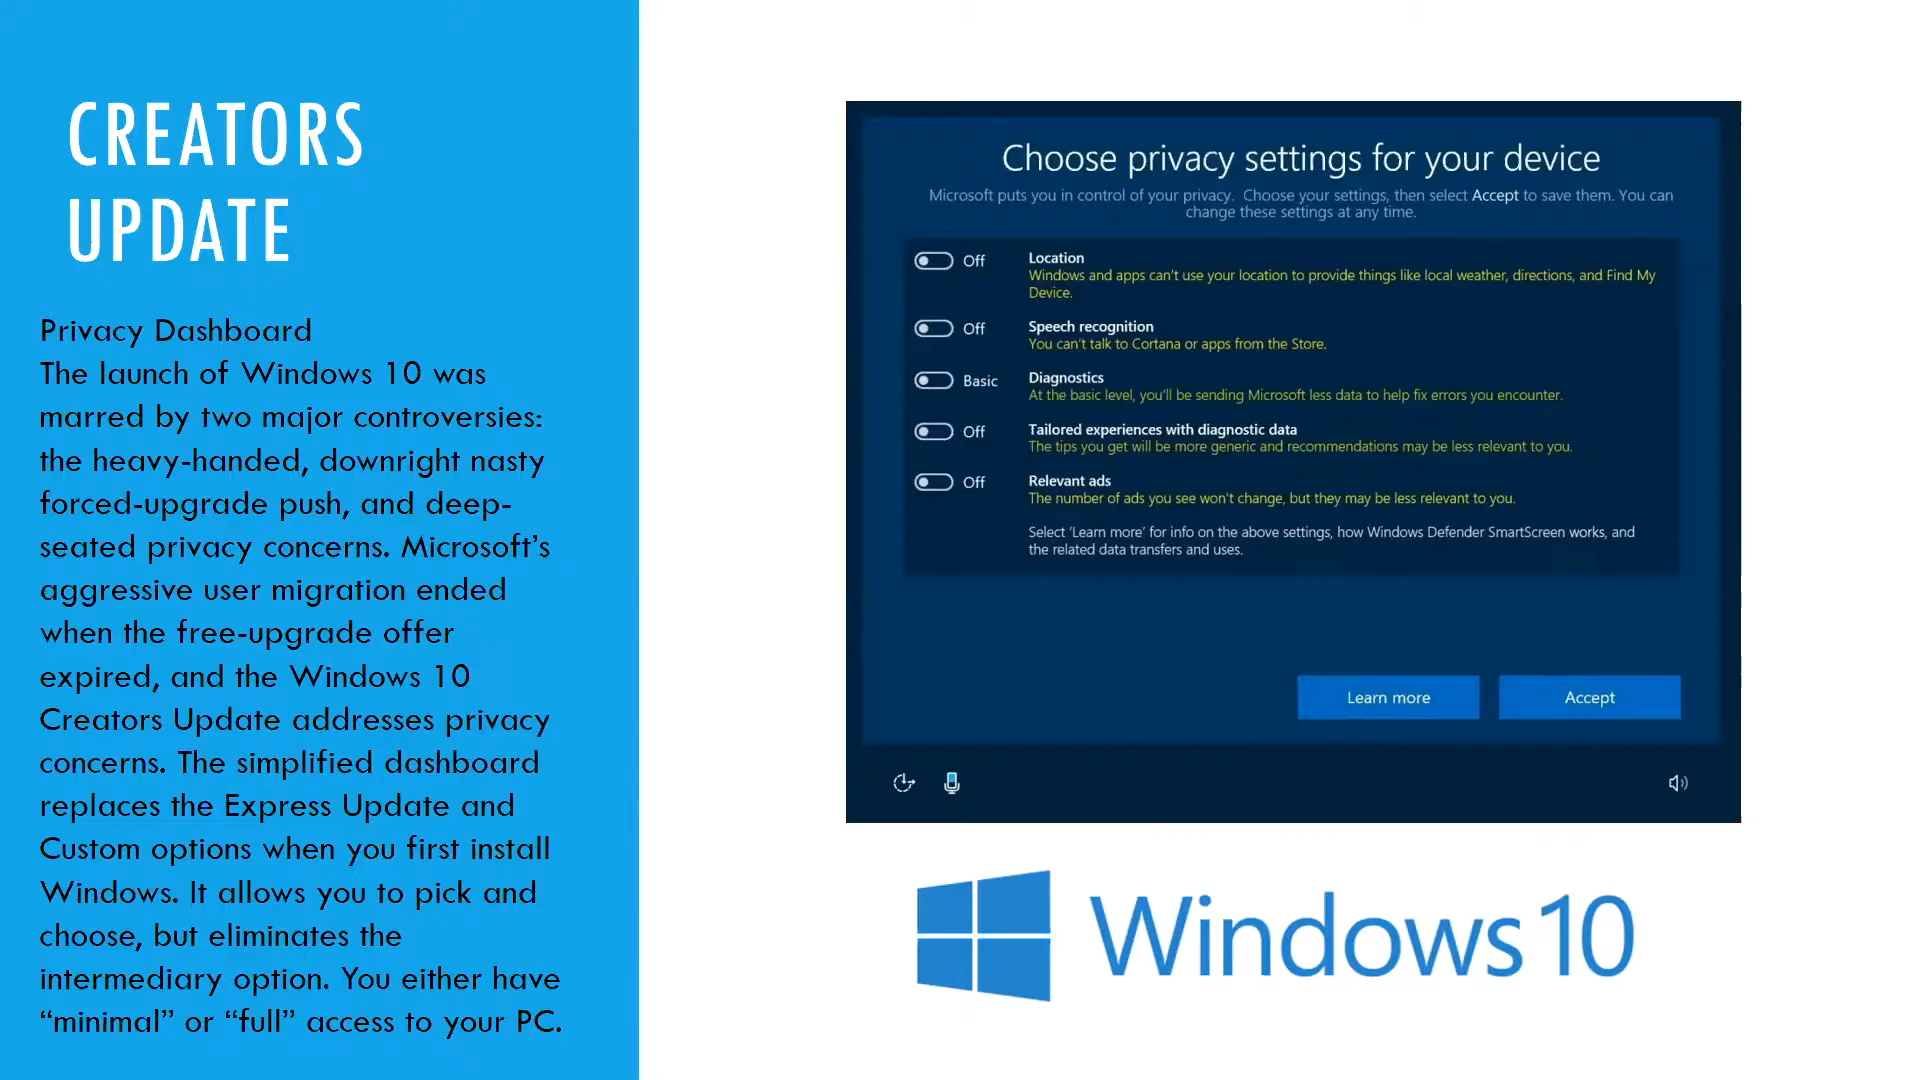 CREATORS
UPDATE
Privacy Dashboard
The launch of Windows 10 was
marred by two major controversies:
the heavy-handed, downright nasty
forced-upgrade push, and deep-
seated privacy concerns. Microsoft’s
aggressive user migration ended
when the free-upgrade offer
expired, and the Windows 10
Creators Update addresses privacy
concerns. The simplified dashboard
replaces the Express Update and
Custom options when you first install
Windows. It allows you to pick and
choose, but eliminates the
intermediary option. You either have
“minimal” or “full” access to your PC.
Choose privacy settings for your device
Microsoft puts you in control of your privacy.  Choose your settings, then select Accept to save them. You can
change these settings at any time.
Off
Location
Windows and apps can't use your location to provide things like local weather, directions, and Find My
Device.
Off
Speech recognition
You can't talk to Cortana or apps from the Store.
Basic
Diagnostics
At the basic level, you'll be sending Microsoft less data to help fix errors you encounter.
Off
Tailored experiences with diagnostic data
The tips you get will be more generic and recommendations may be less relevant to you.
Off
Relevant ads
The number of ads you see won't change, but they may be less relevant to you.
Select 'Learn more' for info on the above settings, how Windows Defender SmartScreen works, and
the related data transfers and uses.
Learn more
Accept
Windows 10